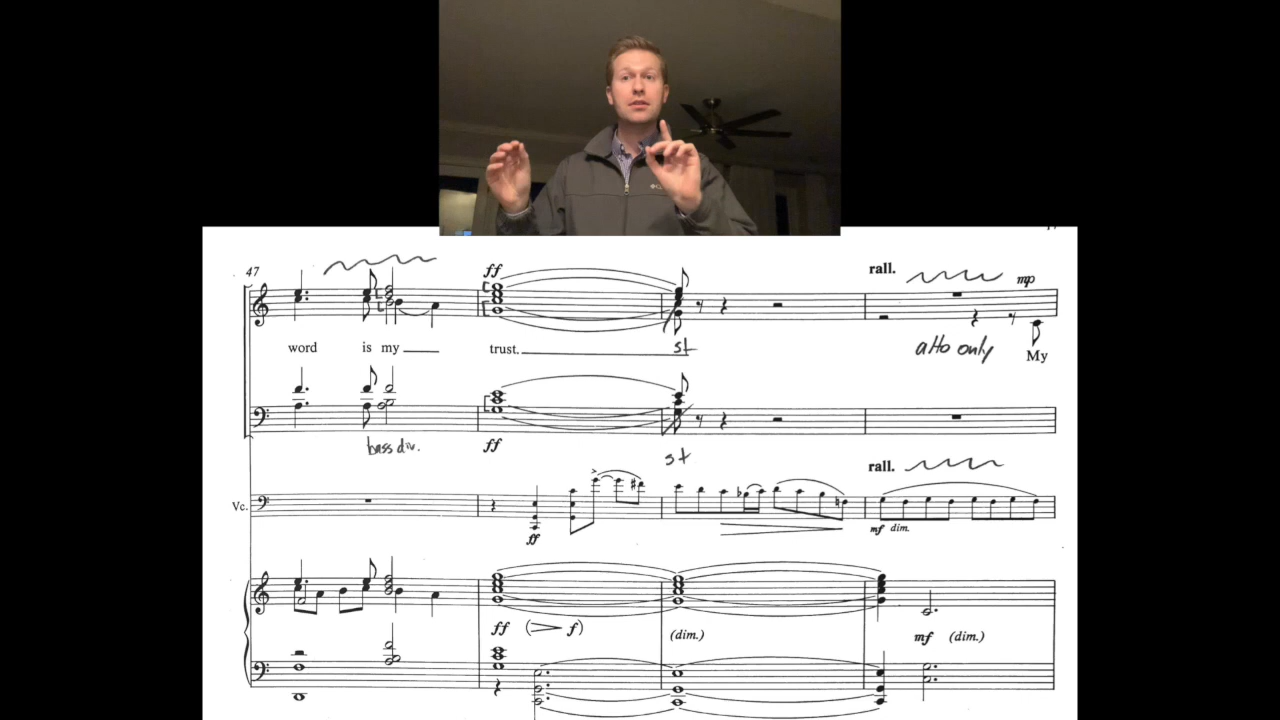 47
ff
rall.
mp
word is my trust. st alto only My
bass div.
ff
st
rall.
Vc.
ff
mf dim.
ff ( > f)
(dim.)
mf (dim.)